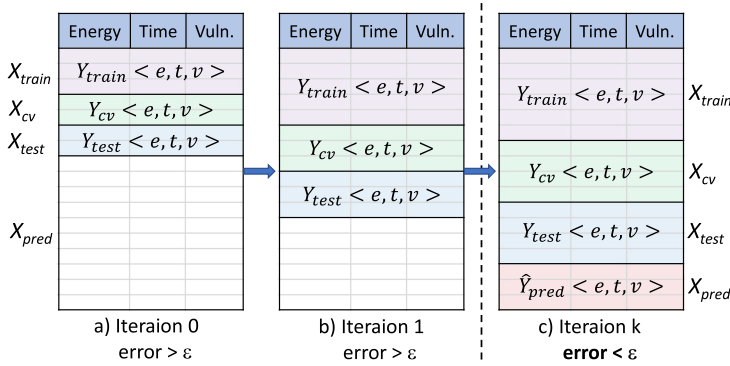 Energy Time Vuln.
X_train Y_train < e, t, v >
X_cv Y_cv < e, t, v >
X_test Y_test < e, t, v >
X_pred
a) Iteraion 0
error > ε
Energy Time Vuln.
Y_train < e, t, v >
Y_cv < e, t, v >
Y_test < e, t, v >
b) Iteraion 1
error > ε
Energy Time Vuln.
Y_train < e, t, v > X_train
Y_cv < e, t, v > X_cv
Y_test < e, t, v > X_test
Ŷ_pred < e, t, v > X_pred
c) Iteraion k
error < ε